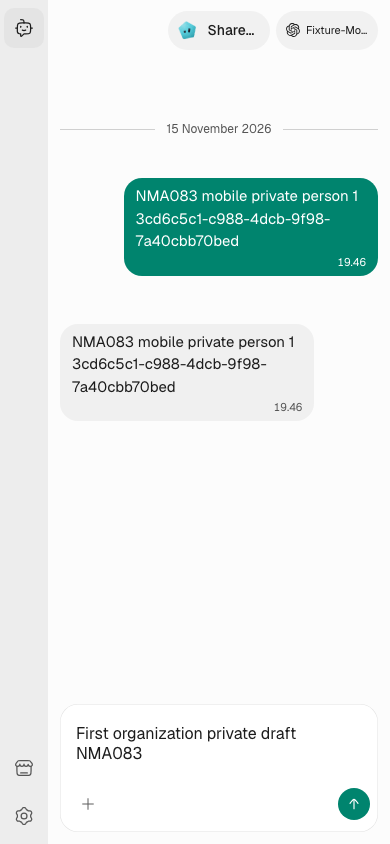 Share...
Fixture-Mo...
15 November 2026
NMA083 mobile private person 1
3cd6c5c1-c988-4dcb-9f98-
7a40cbb70bed
19.46
NMA083 mobile private person 1
3cd6c5c1-c988-4dcb-9f98-
7a40cbb70bed
19.46
First organization private draft
NMA083